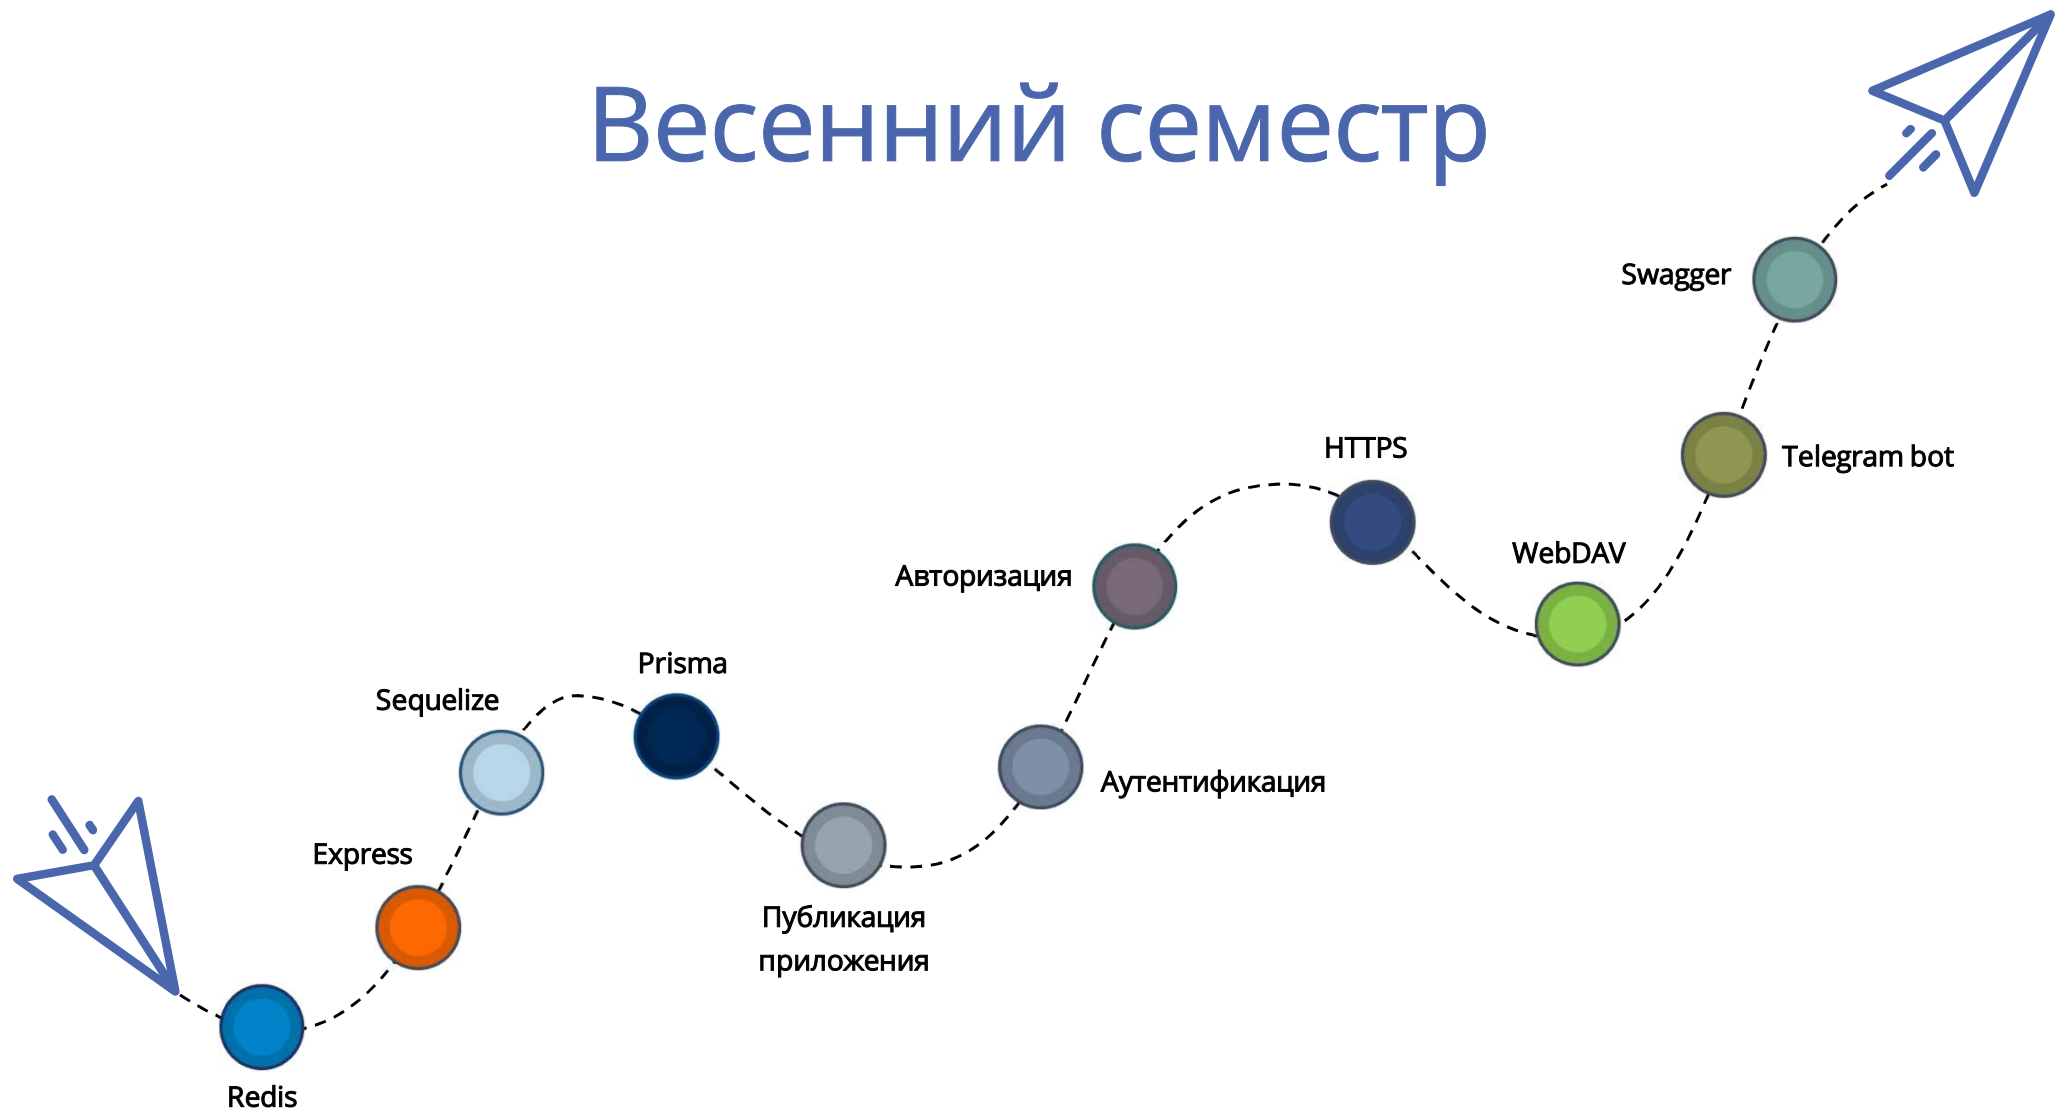 Весенний семестр
Swagger
Telegram bot
HTTPS
WebDAV
Авторизация
Prisma
Sequelize
Аутентификация
Express
Публикация
приложения
Redis